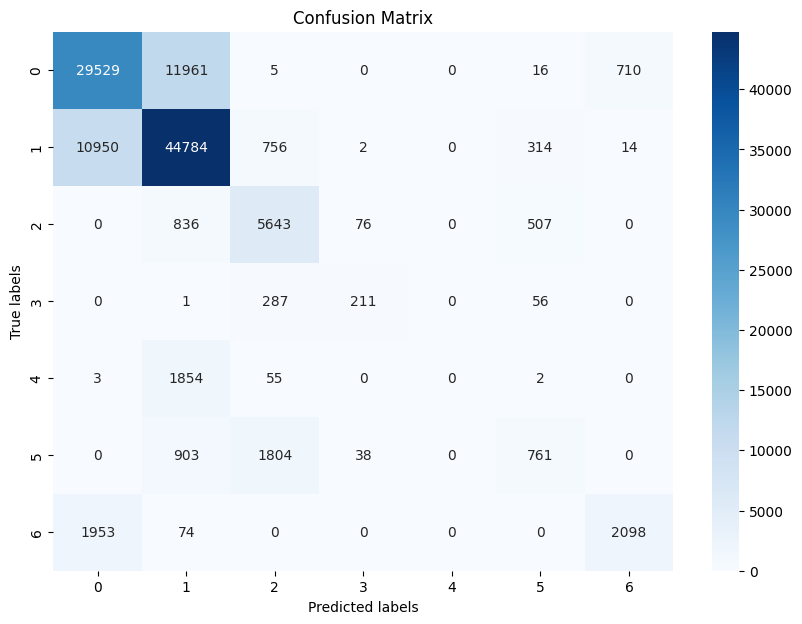 Confusion Matrix
0 29529 11961 5 0 0 16 710
1 10950 44784 756 2 0 314 14
2 0 836 5643 76 0 507 0
3 0 1 287 211 0 56 0
4 3 1854 55 0 0 2 0
5 0 903 1804 38 0 761 0
6 1953 74 0 0 0 0 2098
0 1 2 3 4 5 6
True labels
Predicted labels
40000
35000
30000
25000
20000
15000
10000
5000
0